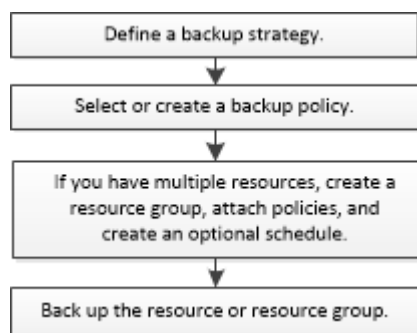 Define a backup strategy.
Select or create a backup policy.
If you have multiple resources, create a
resource group, attach policies, and
create an optional schedule.
Back up the resource or resource group.